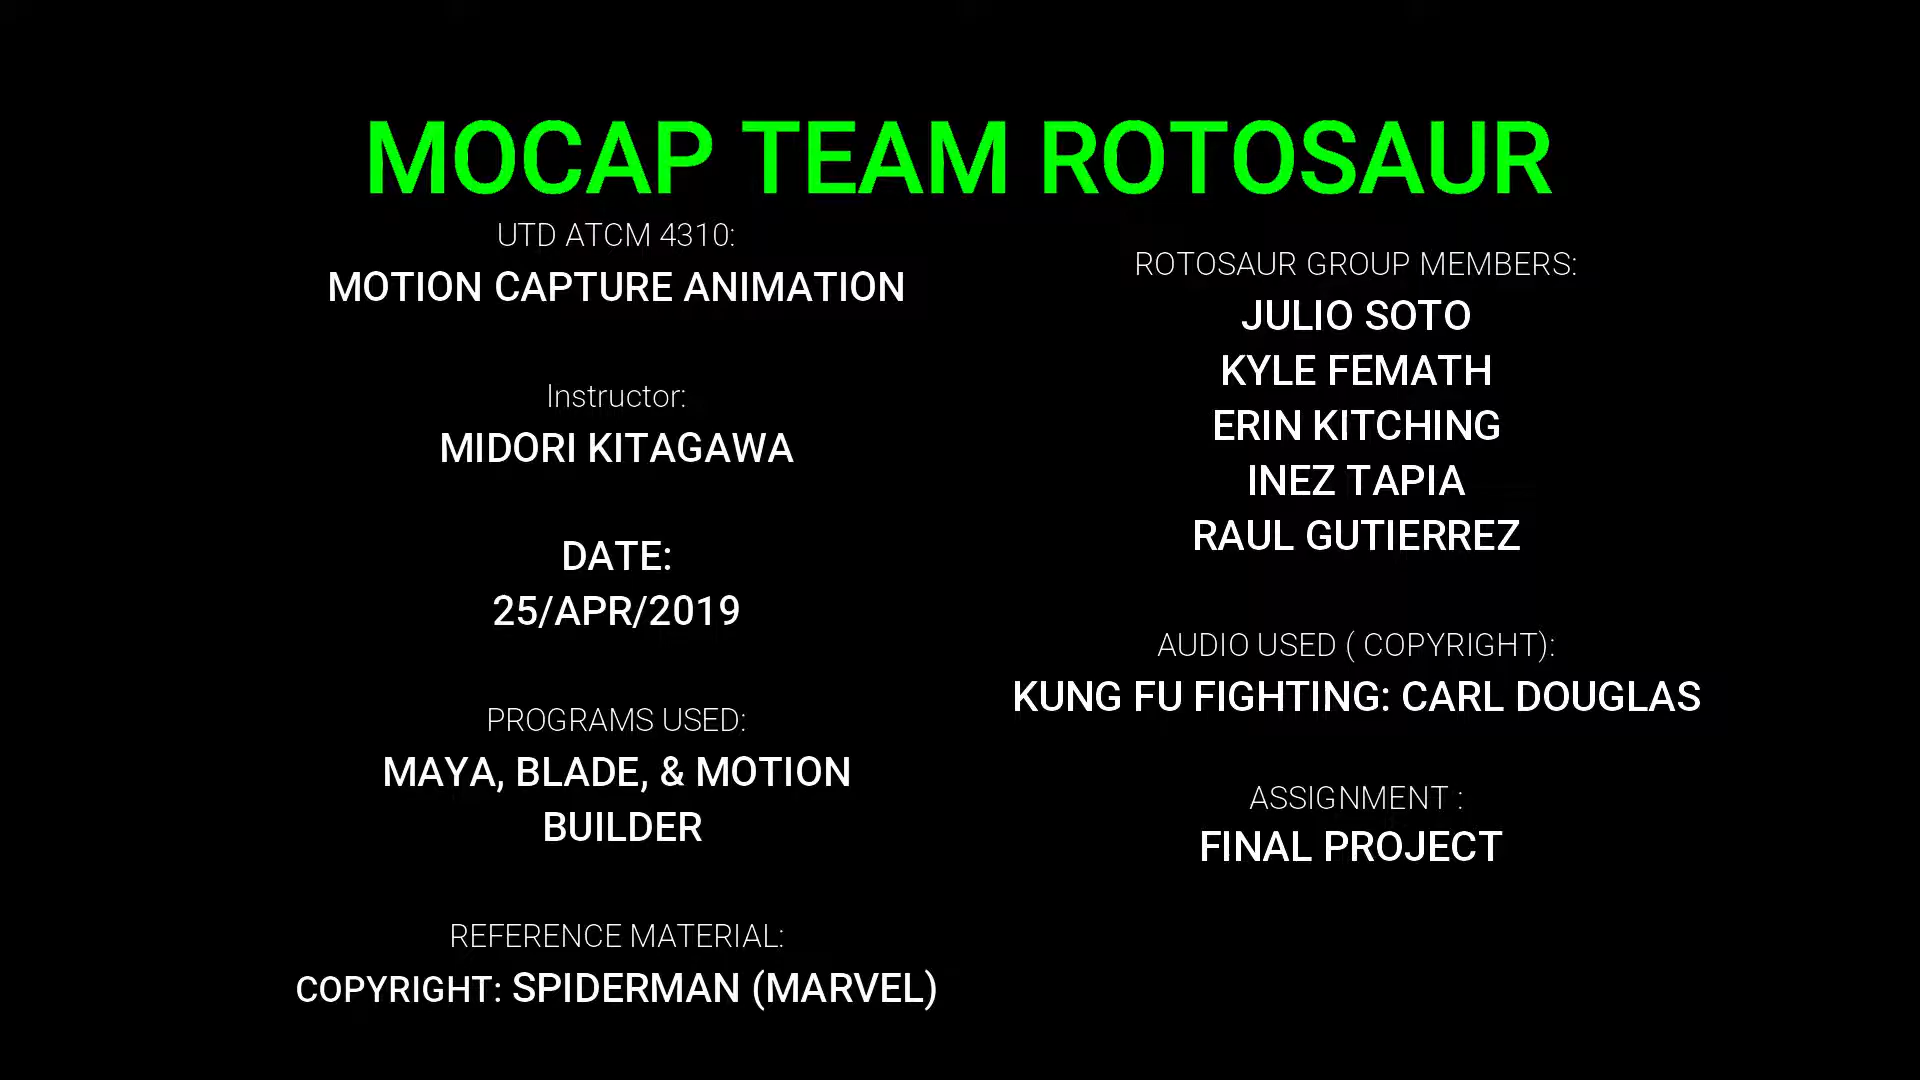 MOCAP TEAM ROTOSAUR
UTD ATCM 4310:
MOTION CAPTURE ANIMATION
Instructor:
MIDORI KITAGAWA
DATE:
25/APR/2019
PROGRAMS USED:
MAYA, BLADE, & MOTION
BUILDER
REFERENCE MATERIAL:
COPYRIGHT: SPIDERMAN (MARVEL)
ROTOSAUR GROUP MEMBERS:
JULIO SOTO
KYLE FEMATH
ERIN KITCHING
INEZ TAPIA
RAUL GUTIERREZ
AUDIO USED ( COPYRIGHT):
KUNG FU FIGHTING: CARL DOUGLAS
ASSIGNMENT :
FINAL PROJECT